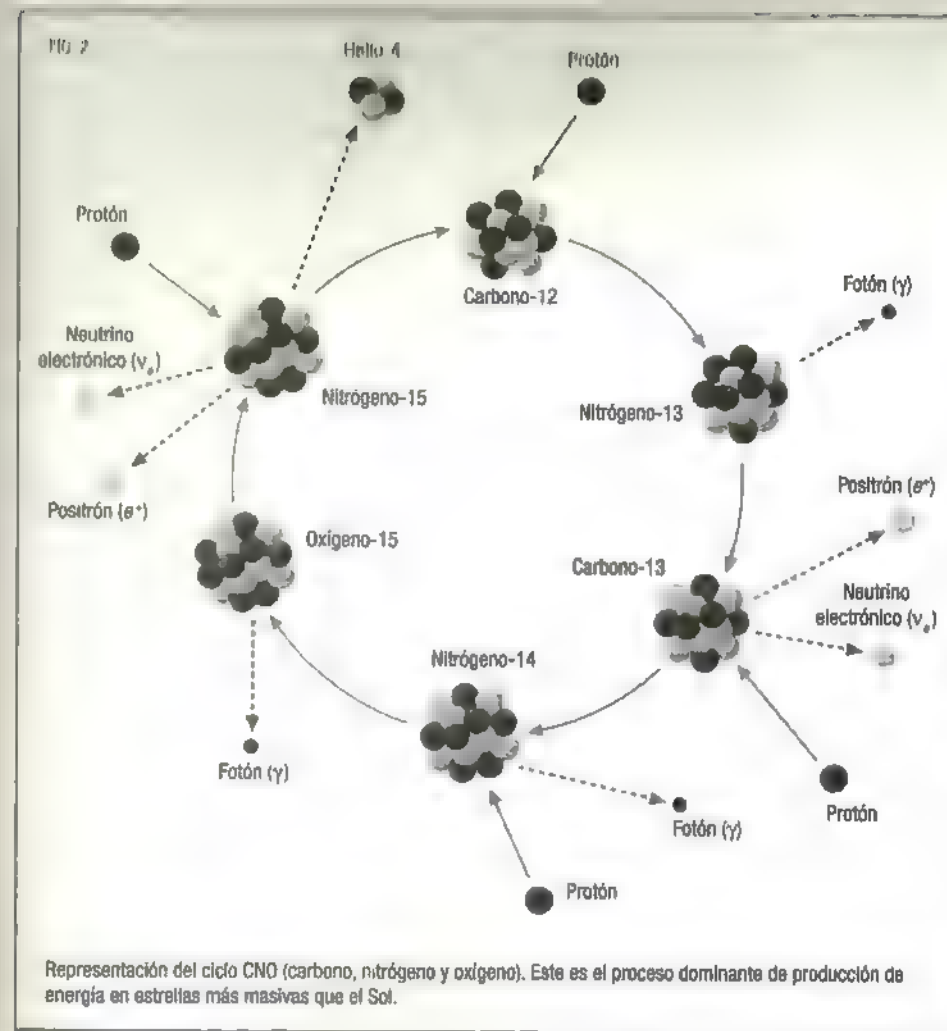 FIG. 2
Helio 4
Protón
Protón
Carbono-12
Fotón (γ)
Neutrino
electrónico (νₑ)
Nitrógeno-15
Nitrógeno-13
Positrón (e⁺)
Positrón (e⁺)
Oxígeno-15
Carbono-13
Neutrino
electrónico (νₑ)
Nitrógeno-14
Fotón (γ)
Fotón (γ)
Protón
Protón
Representación del ciclo CNO (carbono, nitrógeno y oxígeno). Este es el proceso dominante de producción de
energía en estrellas más masivas que el Sol.